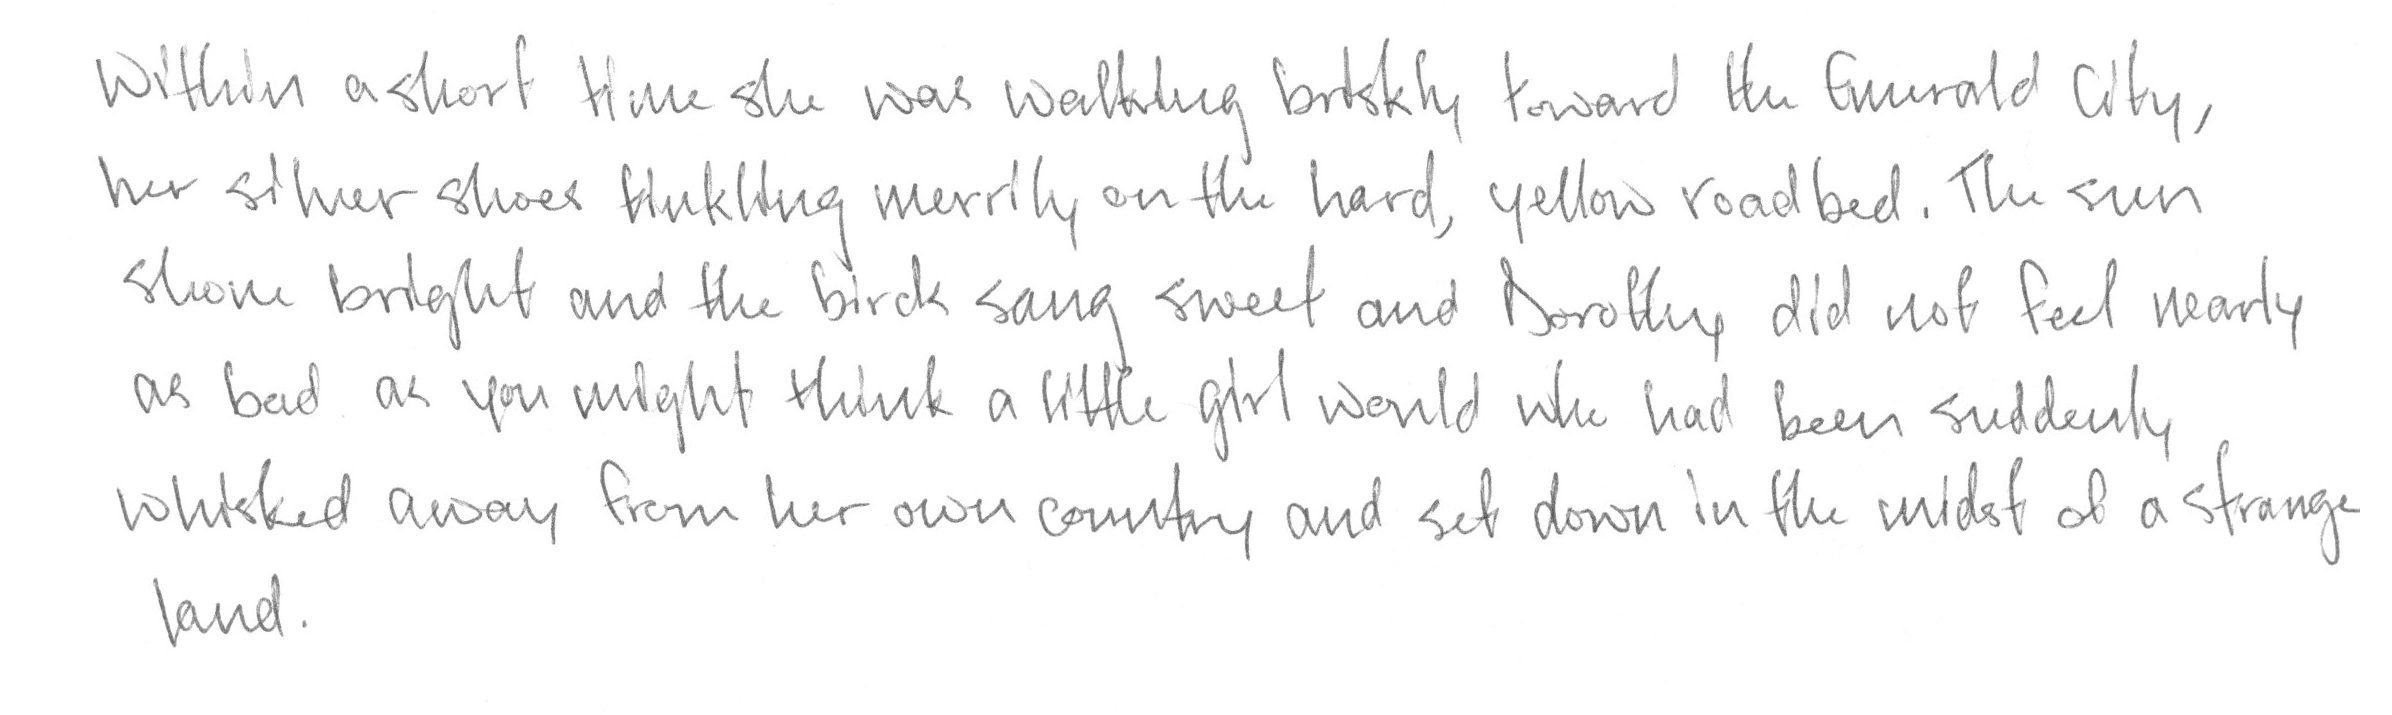 Within a short time she was walking briskly toward the Emerald City,
her silver shoes tinkling merrily on the hard, yellow roadbed. The sun
shone bright and the birds sang sweet and Dorothy did not feel nearly
as bad as you might think a little girl would who had been suddenly
whisked away from her own country and set down in the midst of a strange
land.